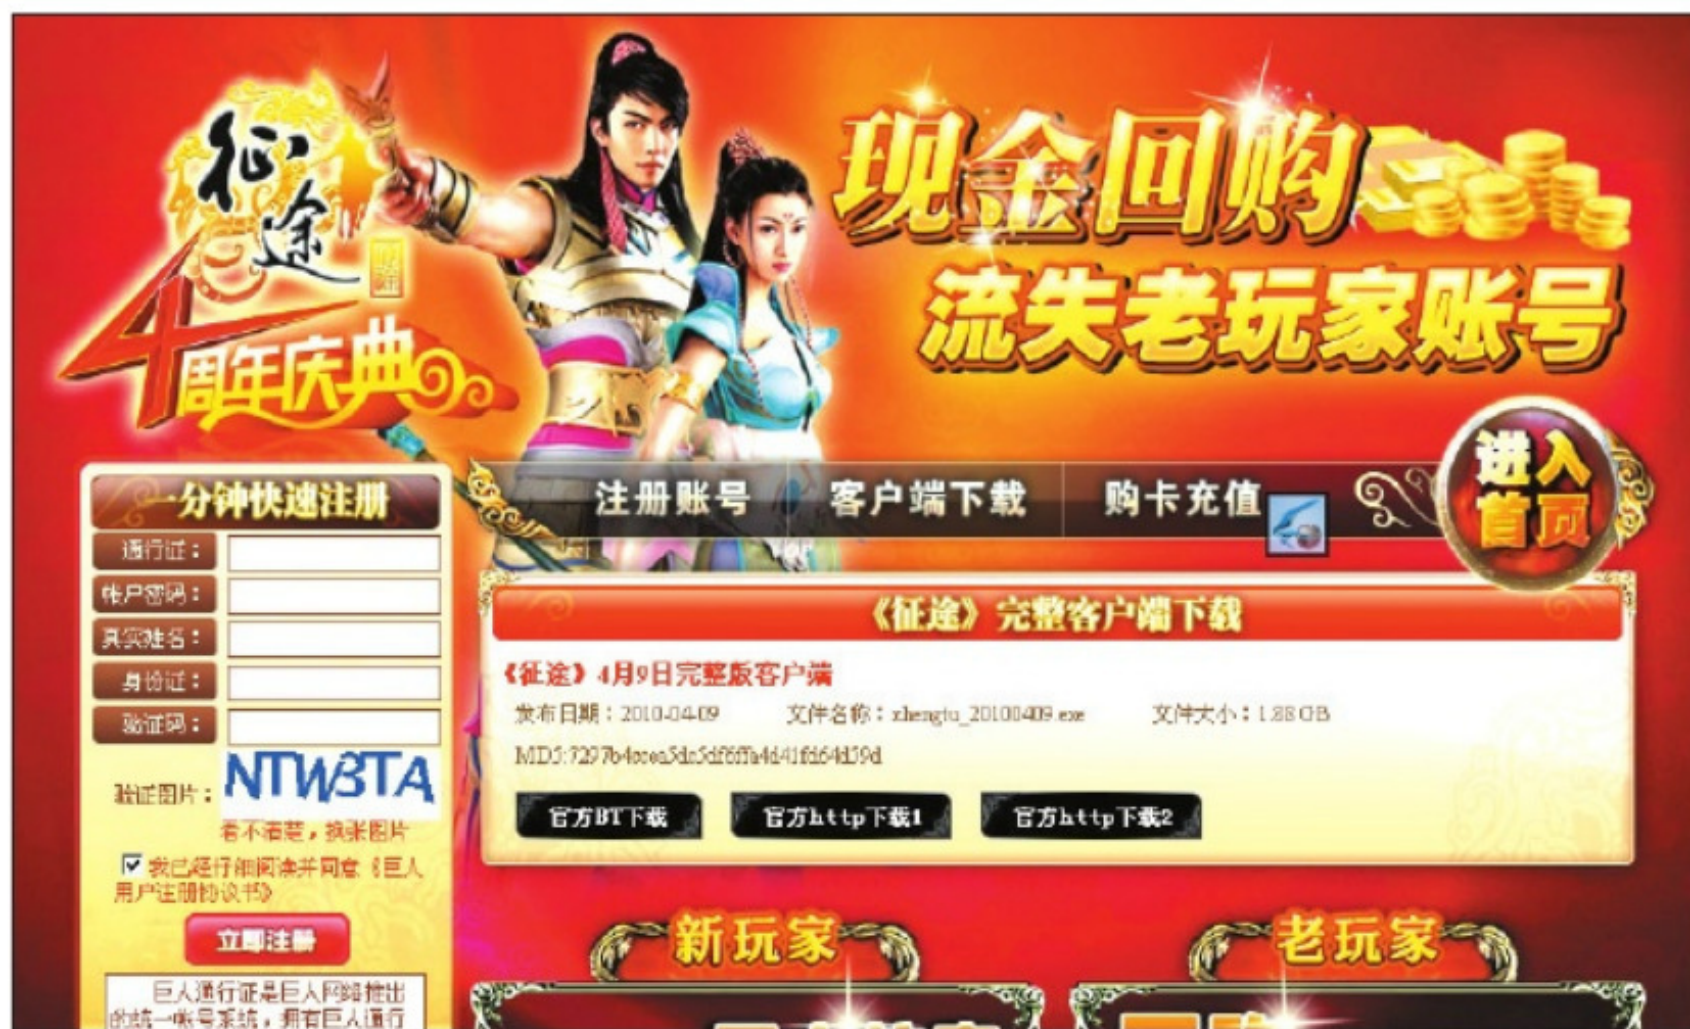 征途
4周年庆典
现金回购
流失老玩家账号
进入
首页
注册账号 客户端下载 购卡充值
一分钟快速注册
通行证：
帐户密码：
真实姓名：
身份证：
验证码：
验证图片：
NTW3TA
看不清楚，换张图片
我已经仔细阅读并同意《巨人
用户注册协议书》
立即注册
巨人通行证是巨人网络推出
的统一帐号系统，拥有巨人通行
《征途》完整客户端下载
《征途》4月9日完整版客户端
发布日期：2010-04-09 文件名称：zhengtu_20100409.exe 文件大小：1.88 GB
官方BT下载 官方http下载1 官方http下载2
新玩家
老玩家